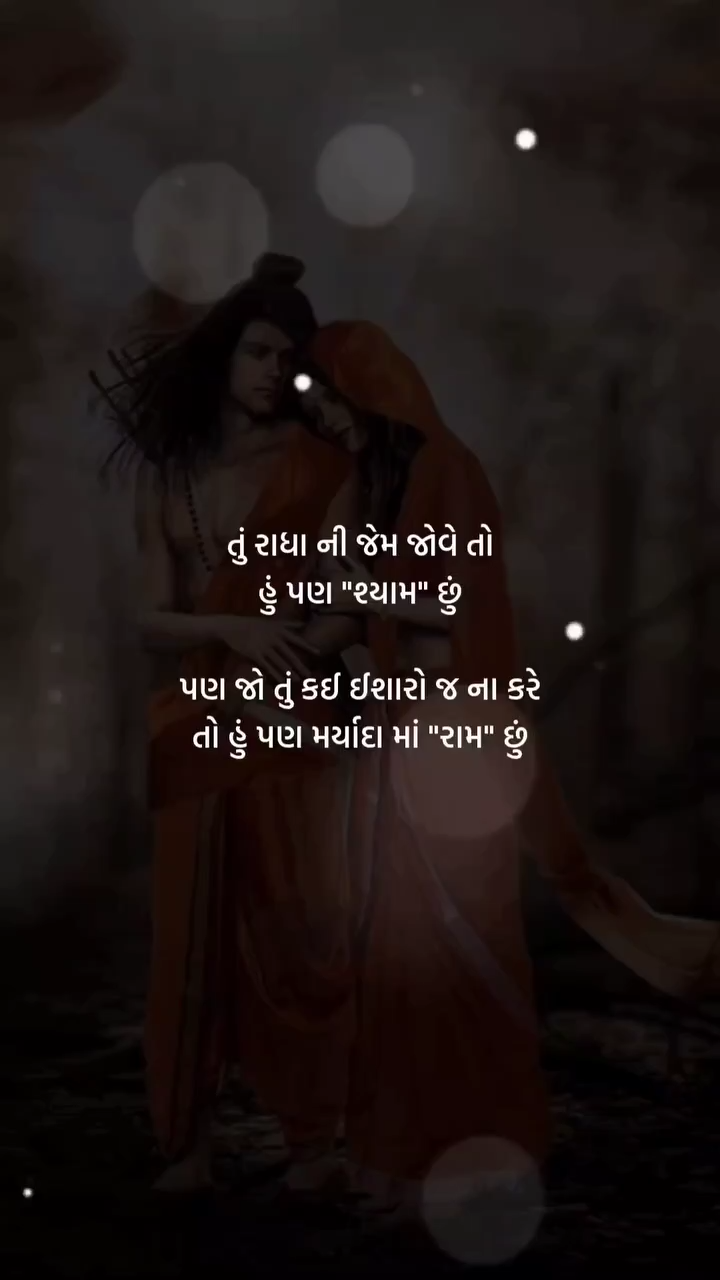 તું રાધા ની જેમ જોવે તો
હું પણ "શ્યામ" છું
પણ જો તું કઈ ઈશારો જ ના કરે
તો હું પણ મર્યાદા માં "રામ" છું